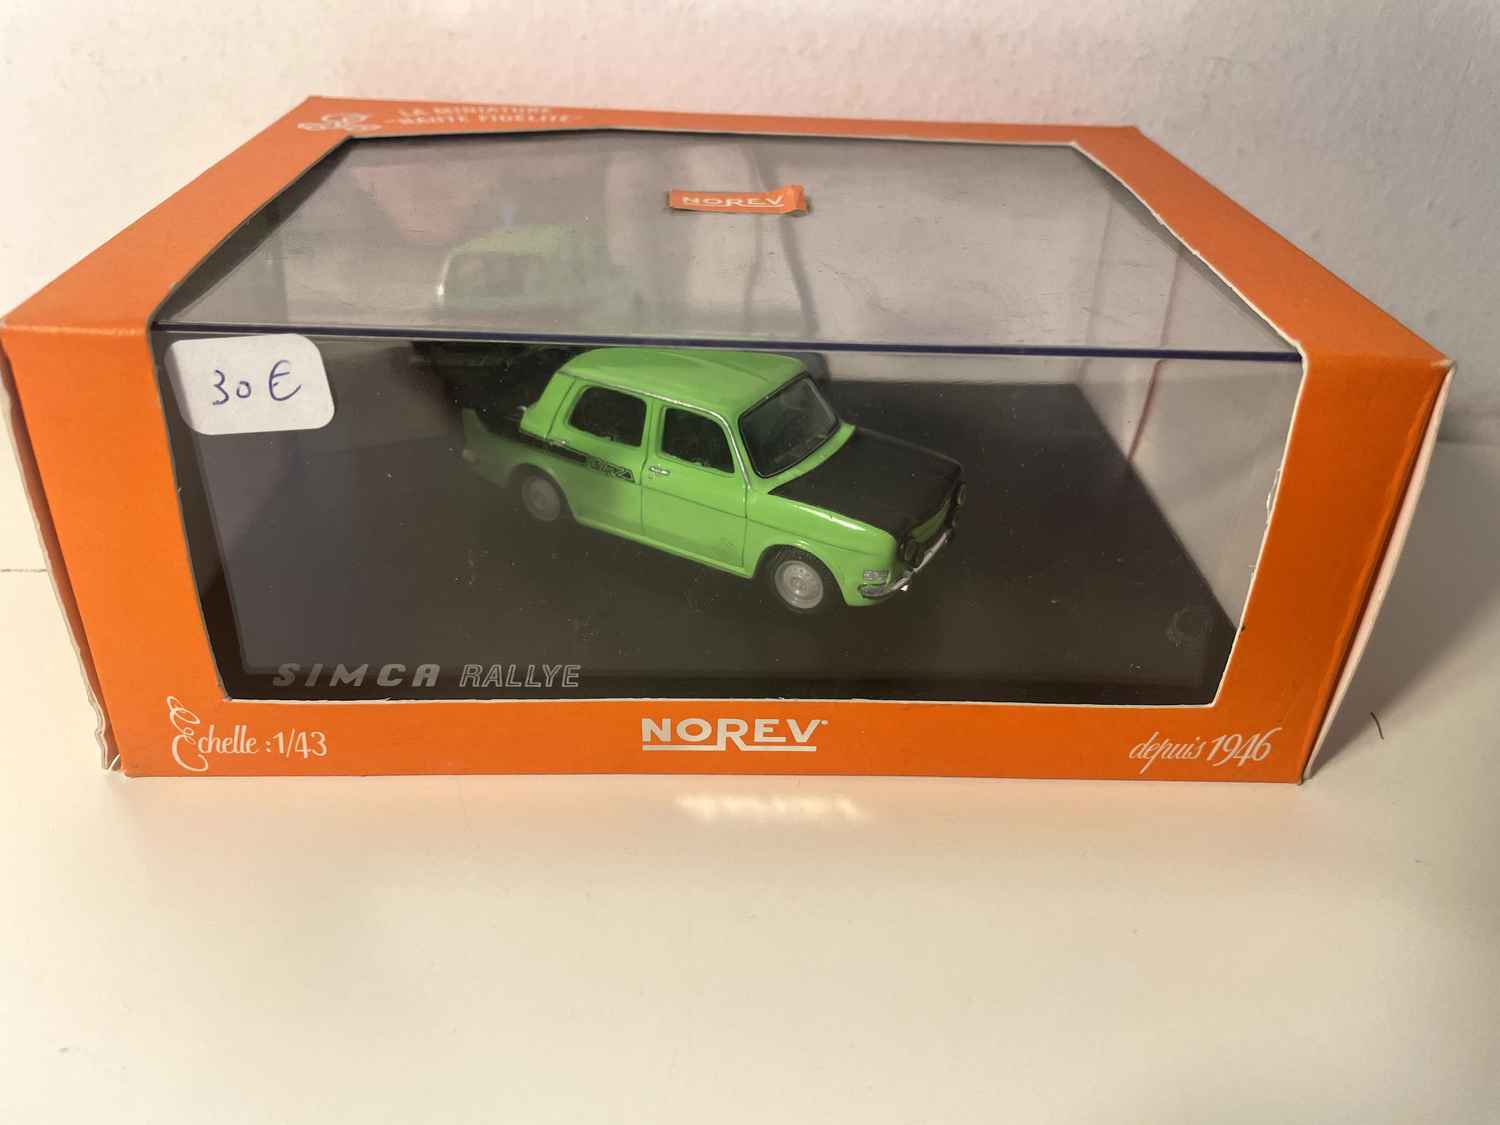 LA MINIATURE
"HAUTE FIDELITE"
NOREV
30 €
SIMCA RALLYE
Echelle : 1/43
NOREV
depuis 1946